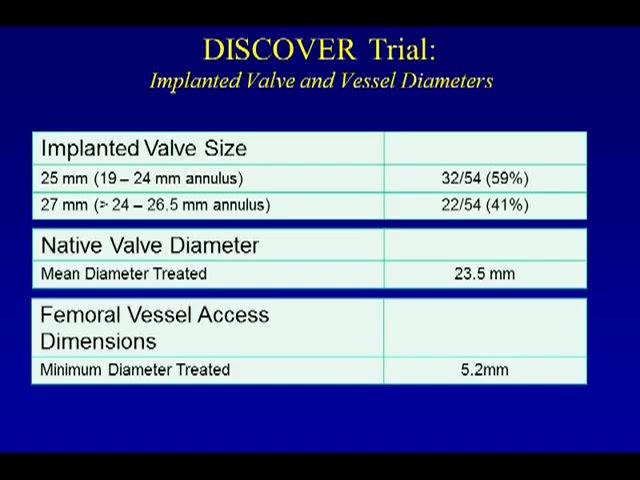 DISCOVER Trial:
Implanted Valve and Vessel Diameters
Implanted Valve Size
25 mm (19 – 24 mm annulus) 32/54 (59%)
27 mm (> 24 – 26.5 mm annulus) 22/54 (41%)
Native Valve Diameter
Mean Diameter Treated 23.5 mm
Femoral Vessel Access
Dimensions
Minimum Diameter Treated 5.2mm